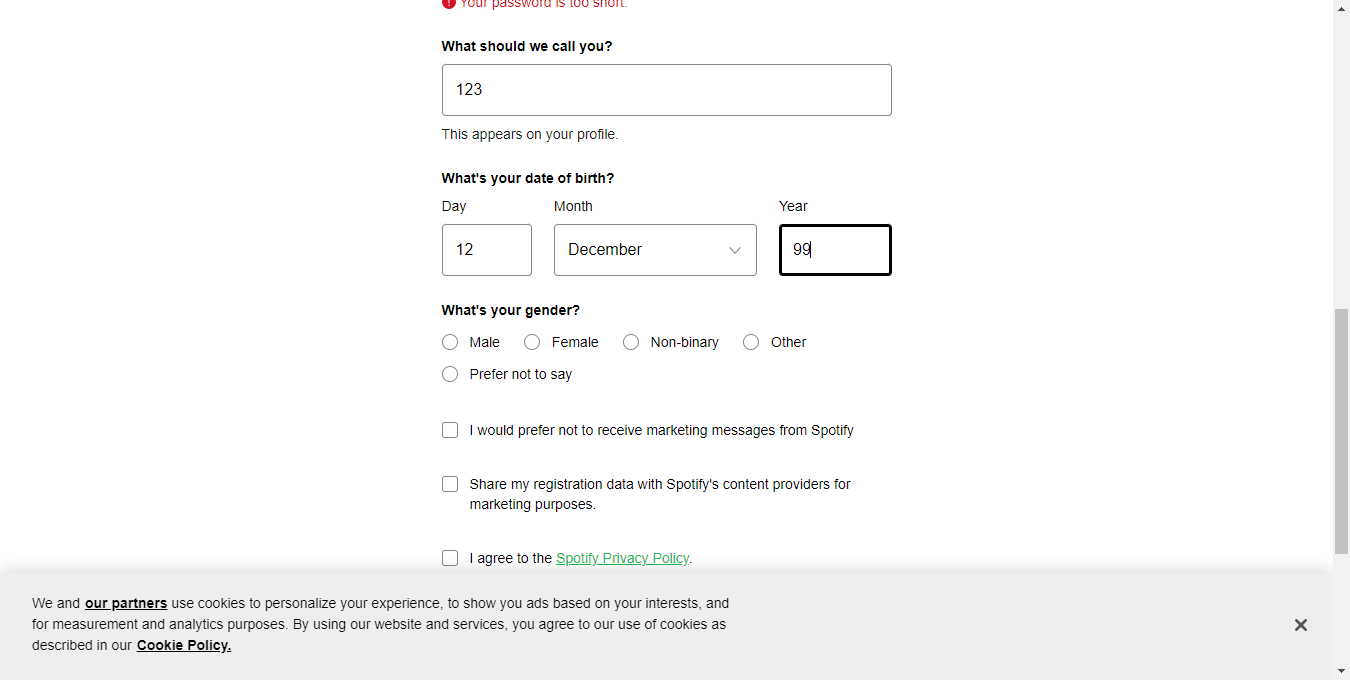 Your password is too short.
What should we call you?
123
This appears on your profile.
What's your date of birth?
Day Month Year
12 December 99
What's your gender?
Male Female Non-binary Other
Prefer not to say
I would prefer not to receive marketing messages from Spotify
Share my registration data with Spotify's content providers for
marketing purposes.
I agree to the Spotify Privacy Policy.
We and our partners use cookies to personalize your experience, to show you ads based on your interests, and
for measurement and analytics purposes. By using our website and services, you agree to our use of cookies as
described in our Cookie Policy.